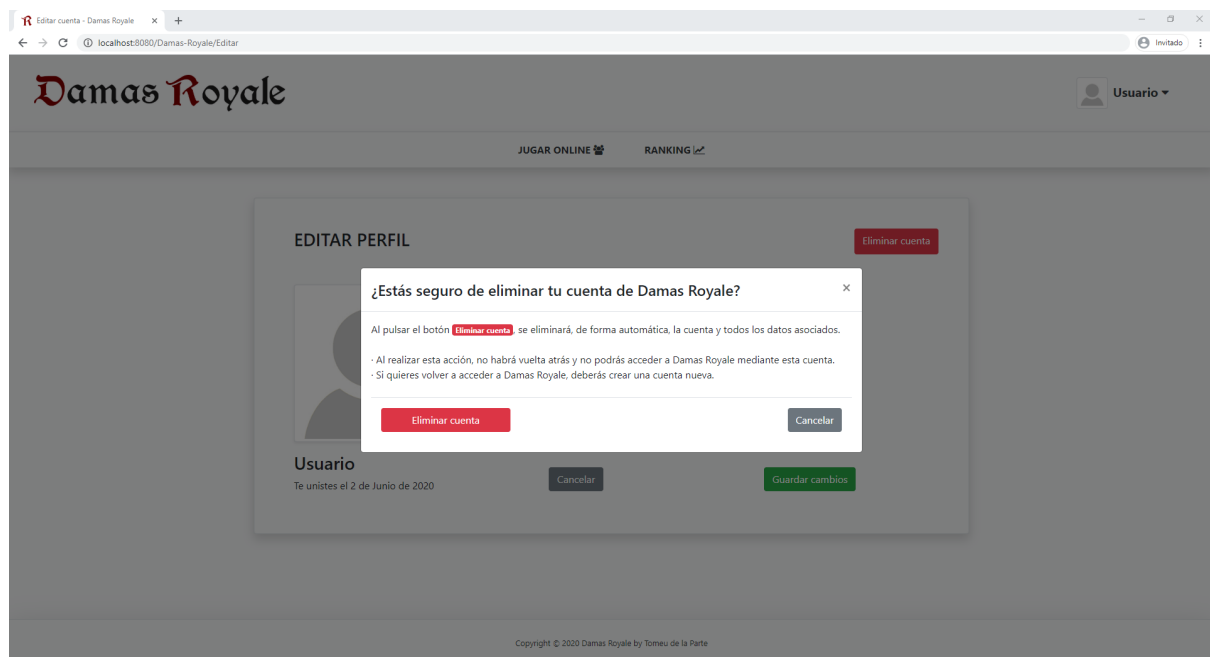 Editar cuenta - Damas Royale
localhost:8080/Damas-Royale/Editar
Invitado
Damas Royale
Usuario
JUGAR ONLINE
RANKING
EDITAR PERFIL
Eliminar cuenta
¿Estás seguro de eliminar tu cuenta de Damas Royale?
Al pulsar el botón Eliminar cuenta, se eliminará, de forma automática, la cuenta y todos los datos asociados.
· Al realizar esta acción, no habrá vuelta atrás y no podrás acceder a Damas Royale mediante esta cuenta.
· Si quieres volver a acceder a Damas Royale, deberás crear una cuenta nueva.
Eliminar cuenta
Cancelar
Usuario
Te unistes el 2 de Junio de 2020
Cancelar
Guardar cambios
Copyright © 2020 Damas Royale by Tomeu de la Parte